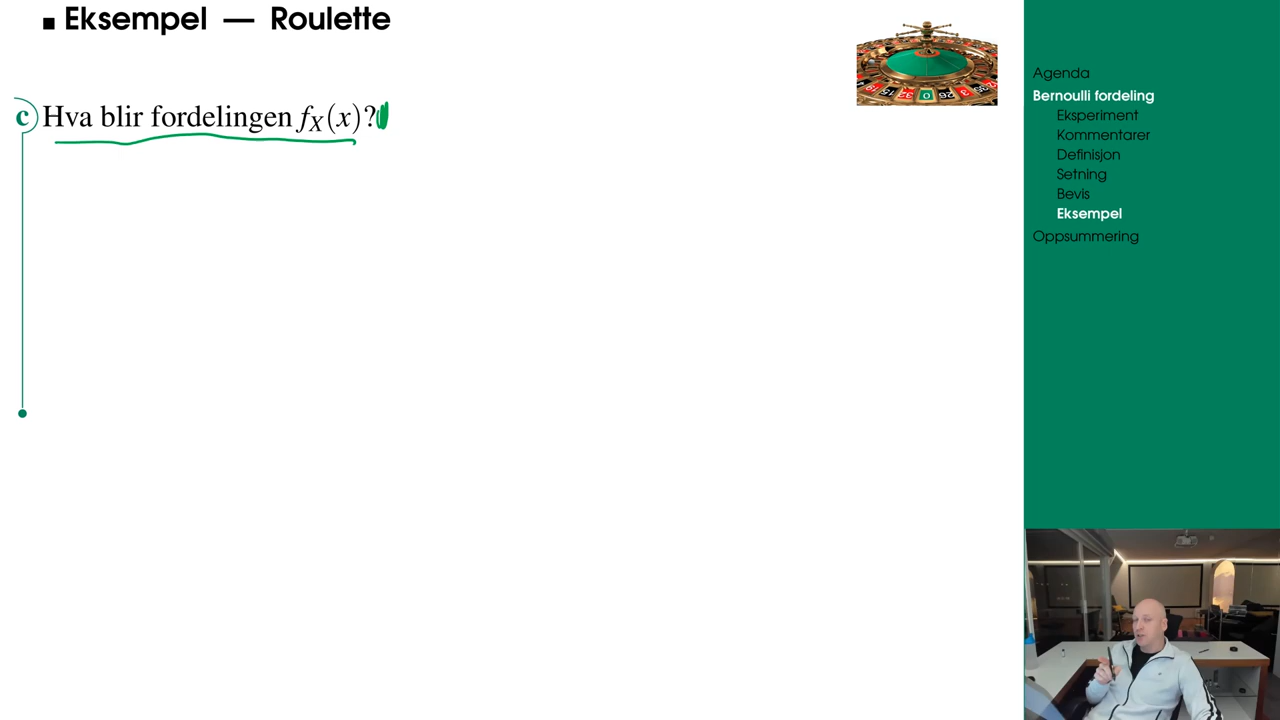 Eksempel — Roulette
c Hva blir fordelingen f_X(x)?
Agenda
Bernoulli fordeling
Eksperiment
Kommentarer
Definisjon
Setning
Bevis
Eksempel
Oppsummering